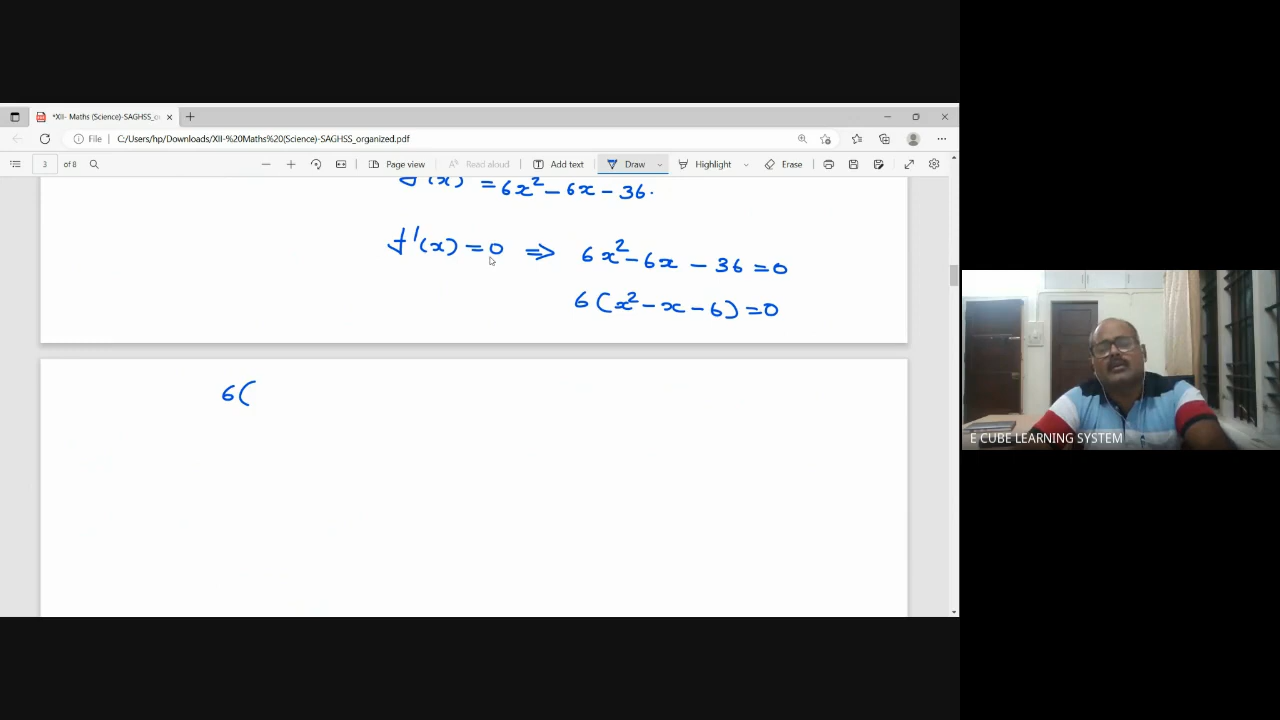 *XII- Maths (Science)-SAGHSS_o
File C:/Users/hp/Downloads/XII-%20Maths%20(Science)-SAGHSS_organized.pdf
3 of 8 Page view Read aloud Add text Draw Highlight Erase
f'(x) = 6x² − 6x − 36.
f'(x) = 0 ⇒ 6x² − 6x − 36 = 0
6(x² − x − 6) = 0
6(
E CUBE LEARNING SYSTEM